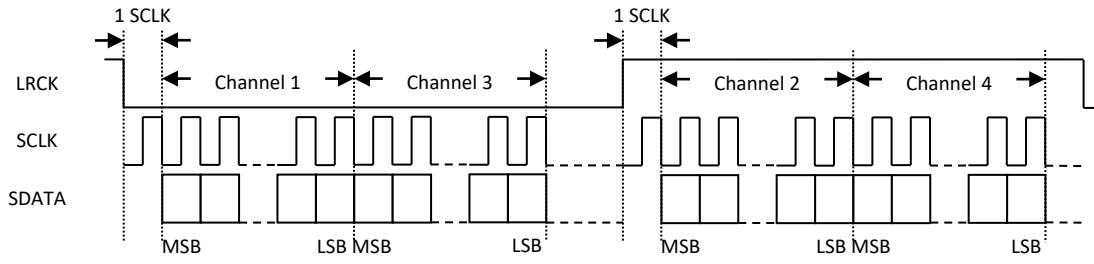 1 SCLK 1 SCLK
LRCK Channel 1 Channel 3 Channel 2 Channel 4
SCLK
SDATA
MSB LSB MSB LSB MSB LSB MSB LSB